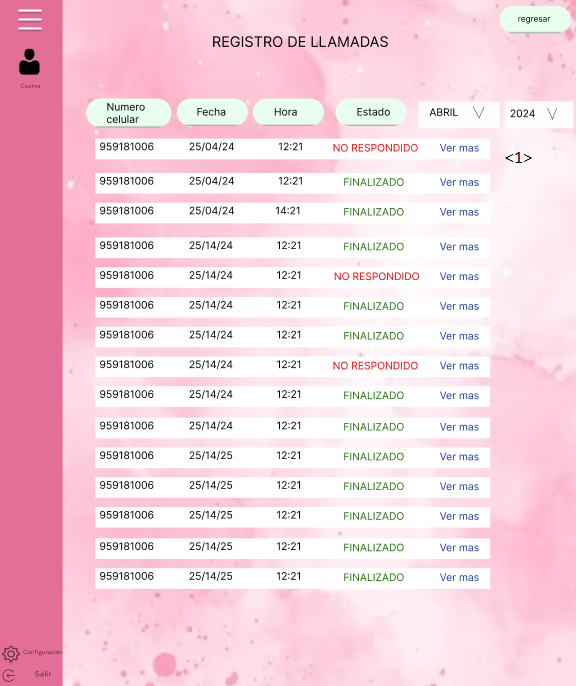 regresar
REGISTRO DE LLAMADAS
Cuenta
Numero
celular
Fecha
Hora
Estado
ABRIL
2024
959181006 25/04/24 12:21 NO RESPONDIDO Ver mas
<1>
959181006 25/04/24 12:21 FINALIZADO Ver mas
959181006 25/04/24 14:21 FINALIZADO Ver mas
959181006 25/14/24 12:21 FINALIZADO Ver mas
959181006 25/14/24 12:21 NO RESPONDIDO Ver mas
959181006 25/14/24 12:21 FINALIZADO Ver mas
959181006 25/14/24 12:21 FINALIZADO Ver mas
959181006 25/14/24 12:21 NO RESPONDIDO Ver mas
959181006 25/14/24 12:21 FINALIZADO Ver mas
959181006 25/14/24 12:21 FINALIZADO Ver mas
959181006 25/14/25 12:21 FINALIZADO Ver mas
959181006 25/14/25 12:21 FINALIZADO Ver mas
959181006 25/14/25 12:21 FINALIZADO Ver mas
959181006 25/14/25 12:21 FINALIZADO Ver mas
959181006 25/14/25 12:21 FINALIZADO Ver mas
Configuración
Salir